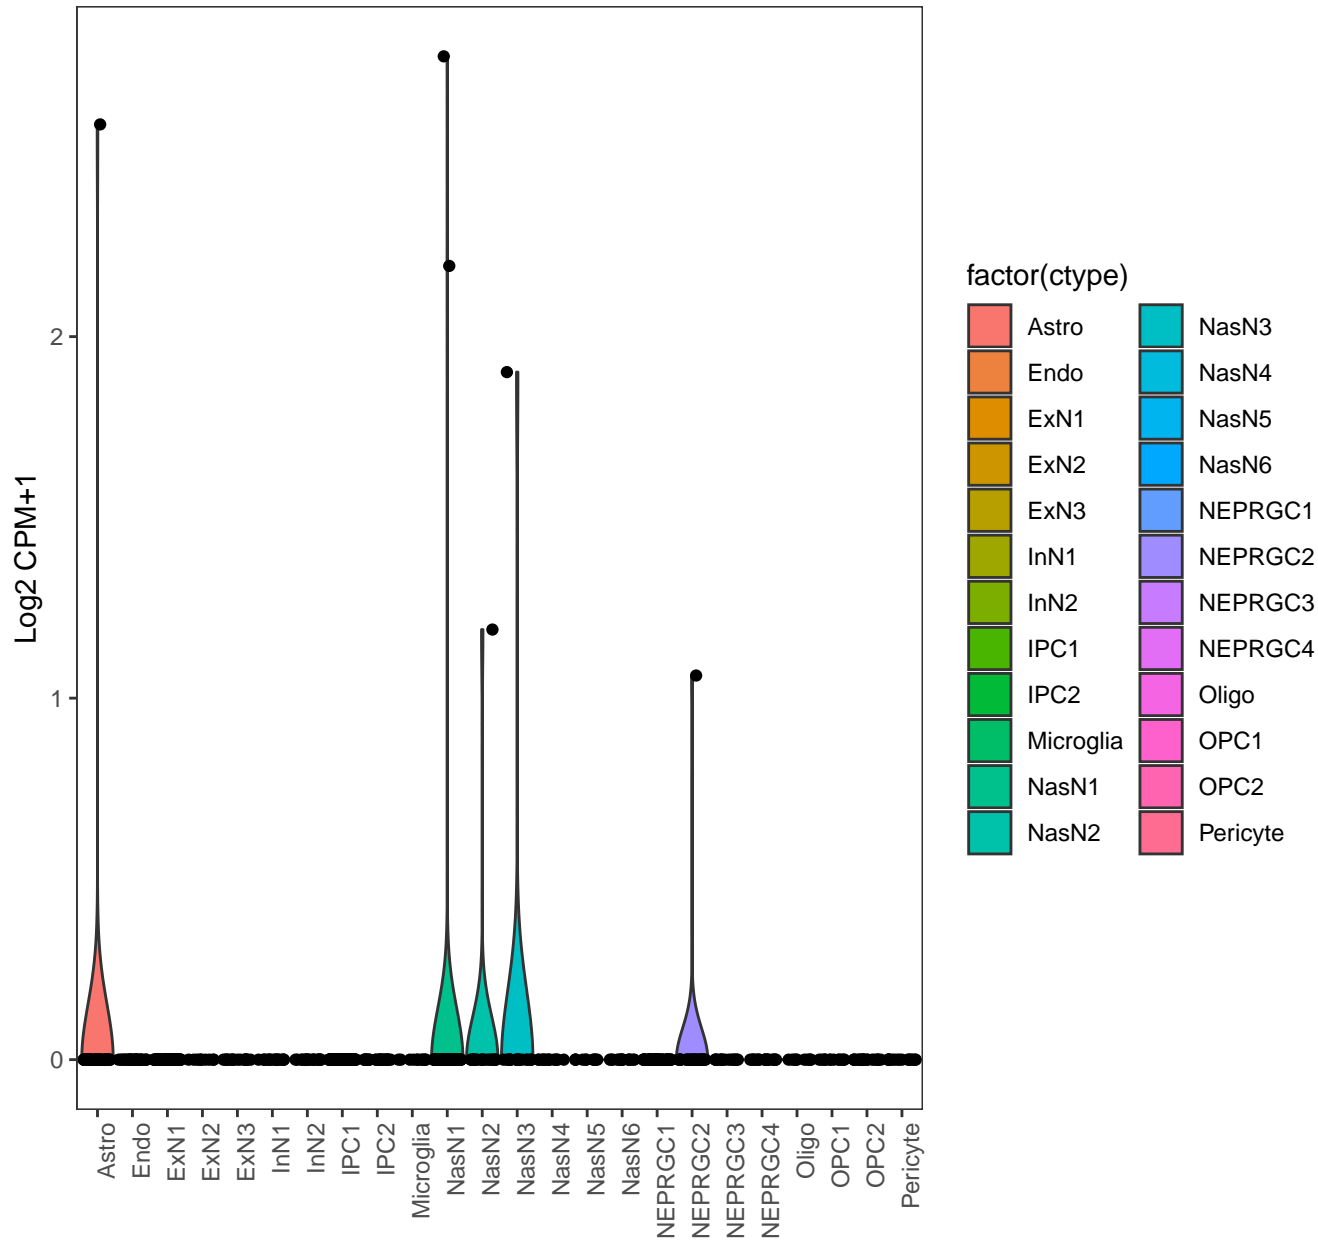 Log2 CPM+1
2
1
0
Astro
Endo
ExN1
ExN2
ExN3
InN1
InN2
IPC1
IPC2
Microglia
NasN1
NasN2
NasN3
NasN4
NasN5
NasN6
NEPRGC1
NEPRGC2
NEPRGC3
NEPRGC4
Oligo
OPC1
OPC2
Pericyte
factor(ctype)
Astro
Endo
ExN1
ExN2
ExN3
InN1
InN2
IPC1
IPC2
Microglia
NasN1
NasN2
NasN3
NasN4
NasN5
NasN6
NEPRGC1
NEPRGC2
NEPRGC3
NEPRGC4
Oligo
OPC1
OPC2
Pericyte